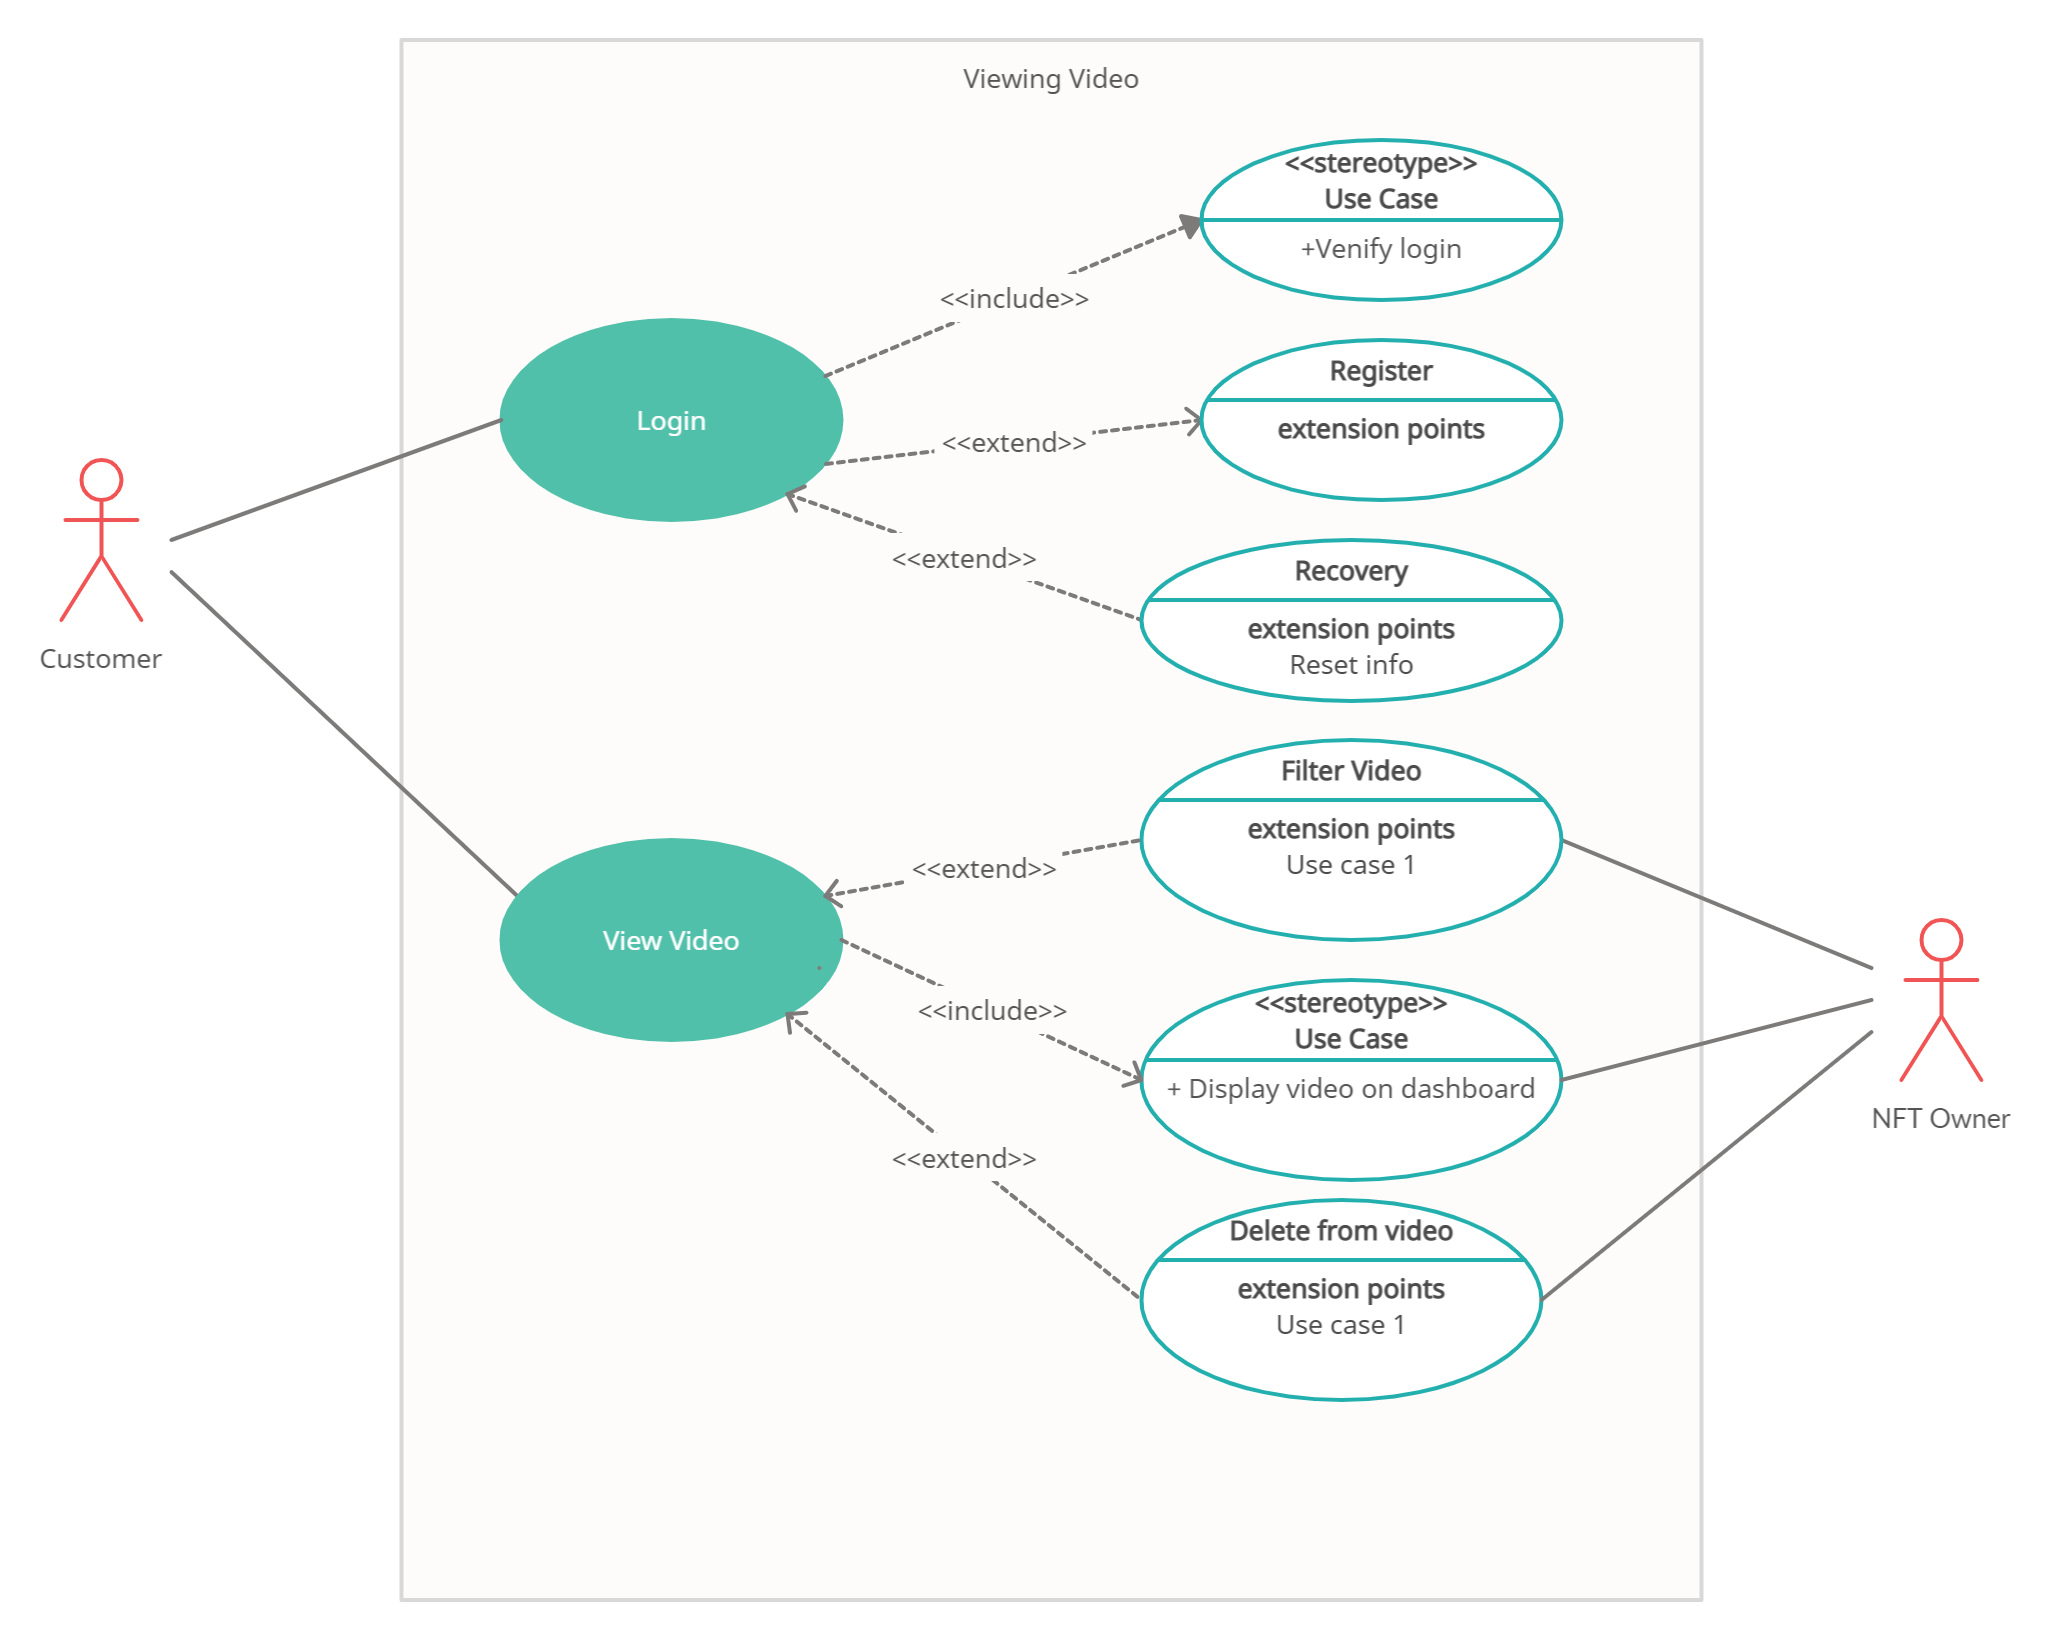 Viewing Video
<<stereotype>>
Use Case
+Venify login
<<include>>
Register
extension points
Login
<<extend>>
<<extend>>
Recovery
extension points
Reset info
Customer
Filter Video
extension points
Use case 1
<<extend>>
View Video
<<include>>
<<stereotype>>
Use Case
+ Display video on dashboard
NFT Owner
<<extend>>
Delete from video
extension points
Use case 1